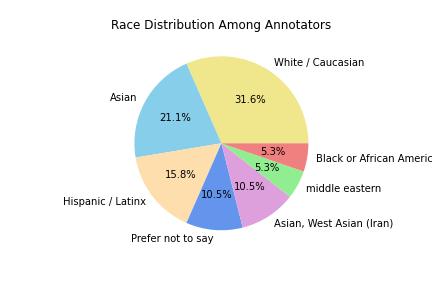 Race Distribution Among Annotators
White / Caucasian
31.6%
Asian
21.1%
Hispanic / Latinx
15.8%
Prefer not to say
10.5%
Asian, West Asian (Iran)
10.5%
middle eastern
5.3%
Black or African Americ
5.3%